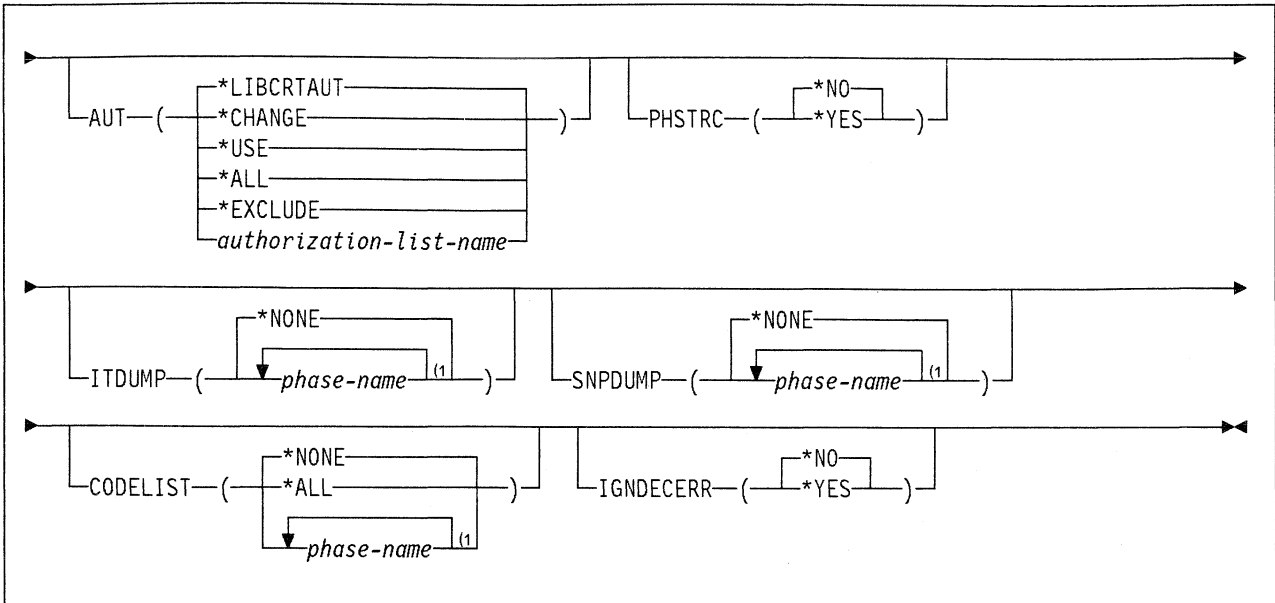 *LIBCRTAUT *NO
AUT ( *CHANGE ) PHSTRC ( *YES )
*USE
*ALL
*EXCLUDE
authorization-list-name
*NONE *NONE
ITDUMP ( phase-name (1 ) SNPDUMP ( phase-name (1 )
*NONE *NO
CODELIST ( *ALL ) IGNDECERR ( *YES )
phase-name (1